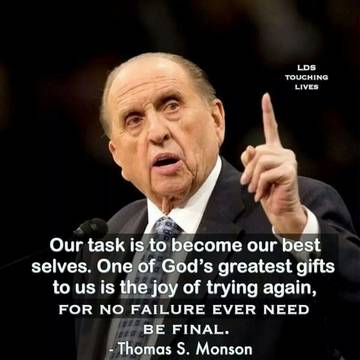 LDS
TOUCHING
LIVES
Our task is to become our best
selves. One of God's greatest gifts
to us is the joy of trying again,
FOR NO FAILURE EVER NEED
BE FINAL.
- Thomas S. Monson